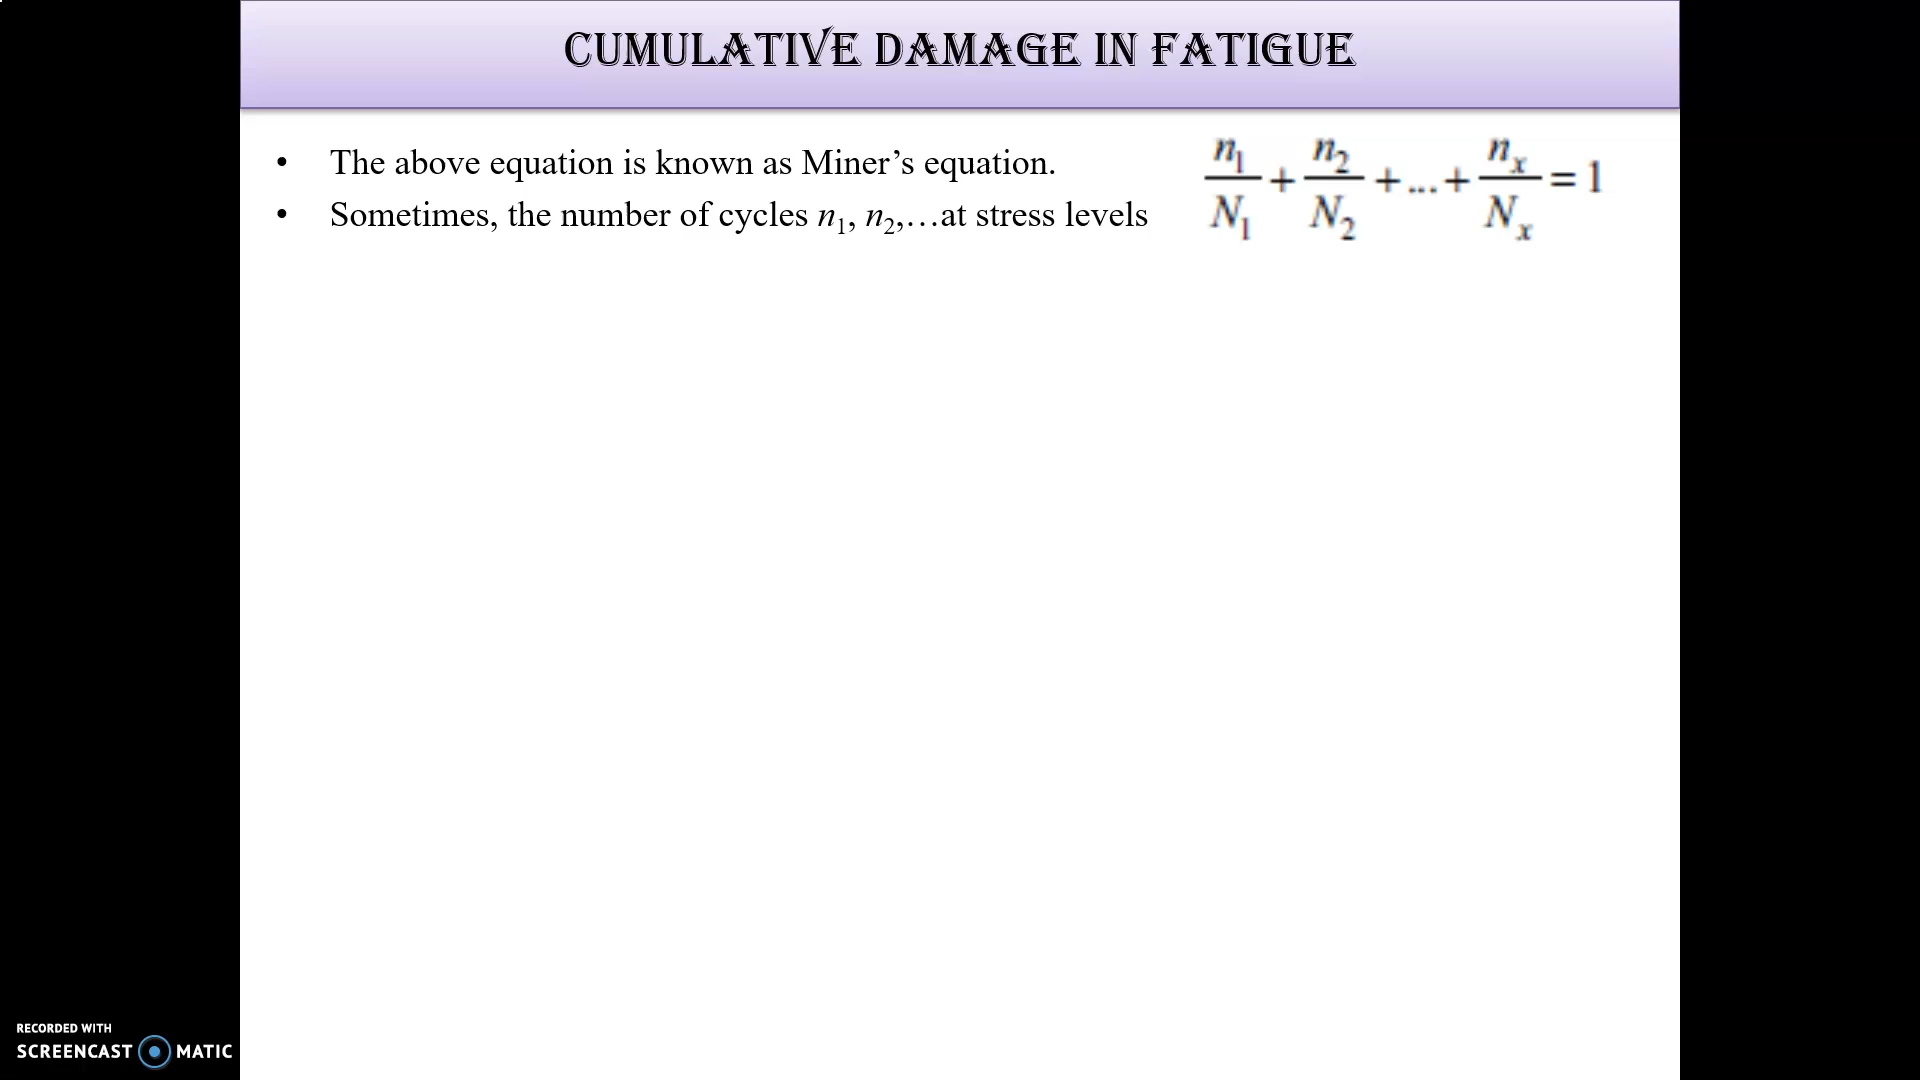 CUMULATIVE DAMAGE IN FATIGUE
• The above equation is known as Miner’s equation.
n₁/N₁ + n₂/N₂ + ... + nₓ/Nₓ = 1
• Sometimes, the number of cycles n₁, n₂,…at stress levels
RECORDED WITH
SCREENCAST MATIC